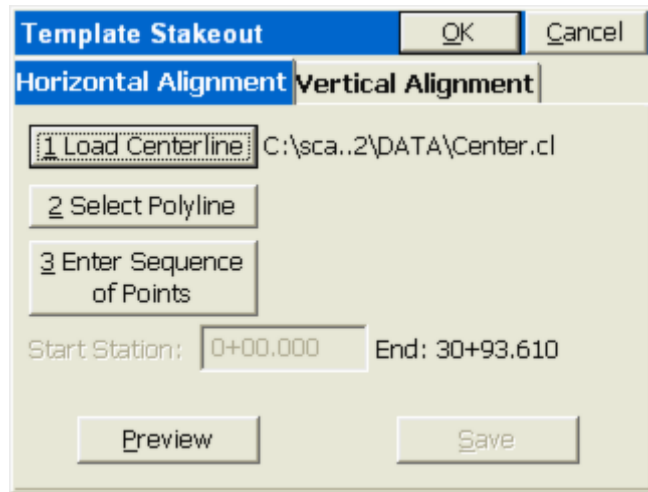 Template Stakeout OK Cancel
Horizontal Alignment Vertical Alignment
1 Load Centerline C:\sca..2\DATA\Center.cl
2 Select Polyline
3 Enter Sequence
of Points
Start Station: 0+00.000 End: 30+93.610
Preview Save